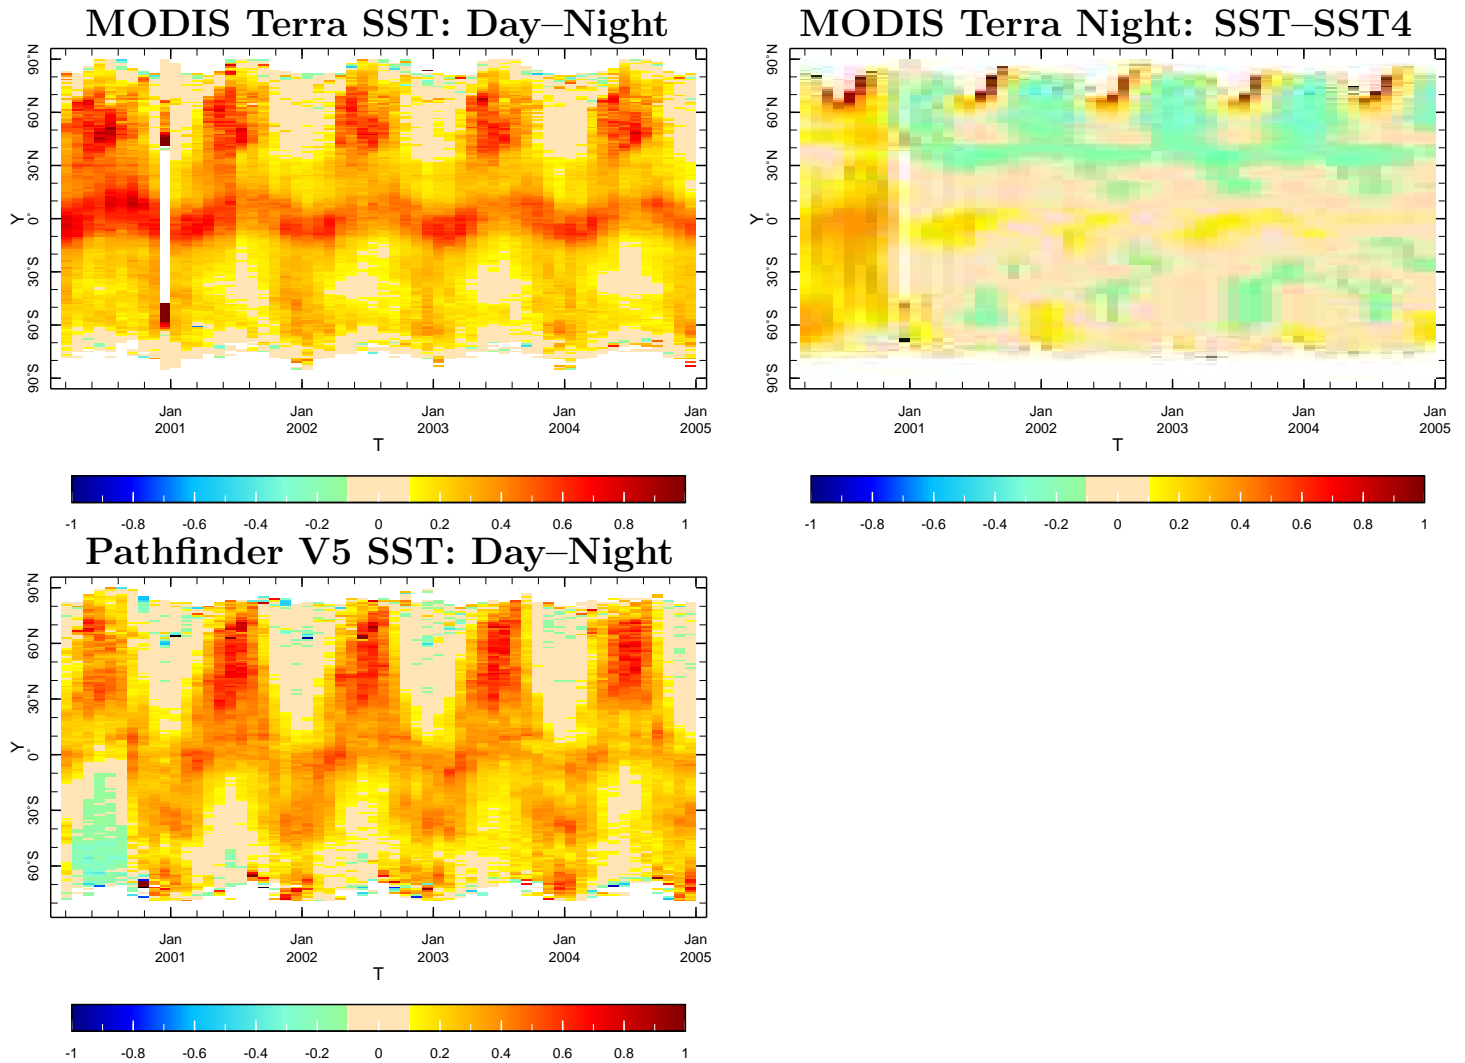 MODIS Terra SST: Day–Night
90°N
60°N
30°N
0°
30°S
60°S
90°S
Y
Jan 2001
Jan 2002
Jan 2003
Jan 2004
Jan 2005
T
-1 -0.8 -0.6 -0.4 -0.2 0 0.2 0.4 0.6 0.8 1
MODIS Terra Night: SST–SST4
90°N
60°N
30°N
0°
30°S
60°S
90°S
Y
Jan 2001
Jan 2002
Jan 2003
Jan 2004
Jan 2005
T
-1 -0.8 -0.6 -0.4 -0.2 0 0.2 0.4 0.6 0.8 1
Pathfinder V5 SST: Day–Night
90°N
60°N
30°N
0°
30°S
60°S
Y
Jan 2001
Jan 2002
Jan 2003
Jan 2004
Jan 2005
T
-1 -0.8 -0.6 -0.4 -0.2 0 0.2 0.4 0.6 0.8 1